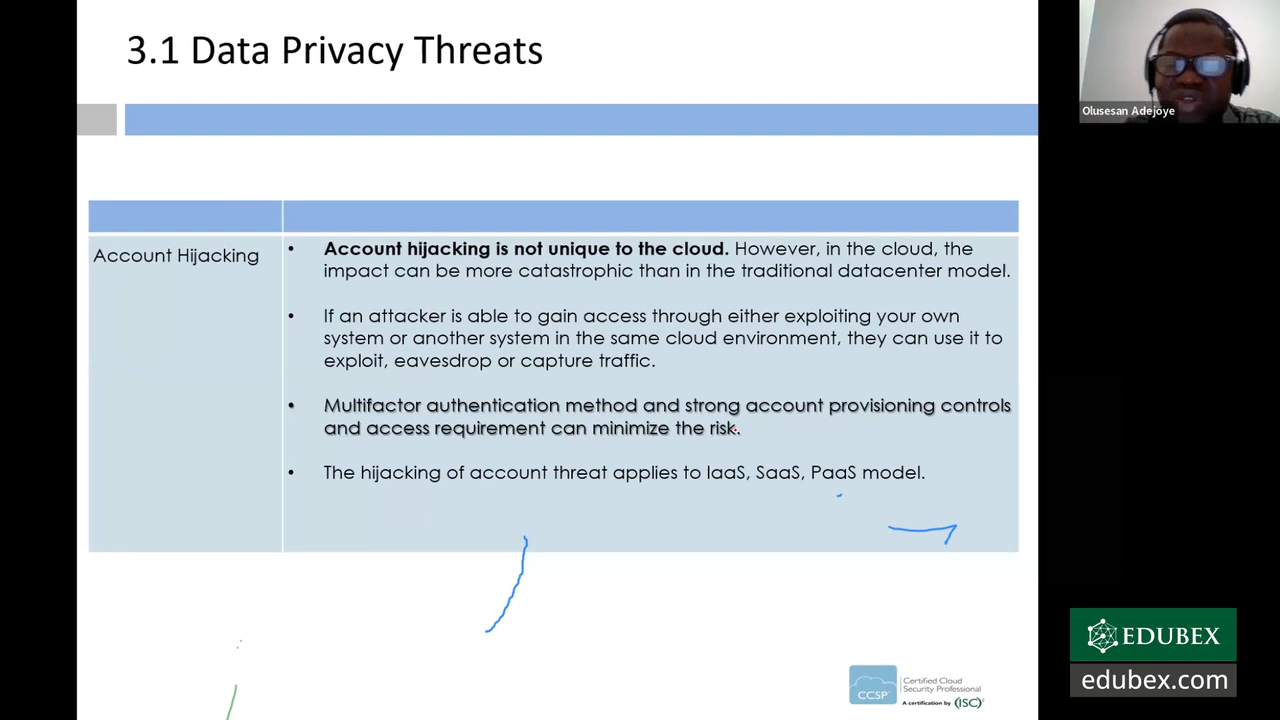 3.1 Data Privacy Threats
Olusesan Adejoye
Account Hijacking
• Account hijacking is not unique to the cloud. However, in the cloud, the
impact can be more catastrophic than in the traditional datacenter model.
• If an attacker is able to gain access through either exploiting your own
system or another system in the same cloud environment, they can use it to
exploit, eavesdrop or capture traffic.
• Multifactor authentication method and strong account provisioning controls
and access requirement can minimize the risk.
• The hijacking of account threat applies to IaaS, SaaS, PaaS model.
CCSP
Certified Cloud
Security Professional
A certification by (ISC)²
EDUBEX
edubex.com